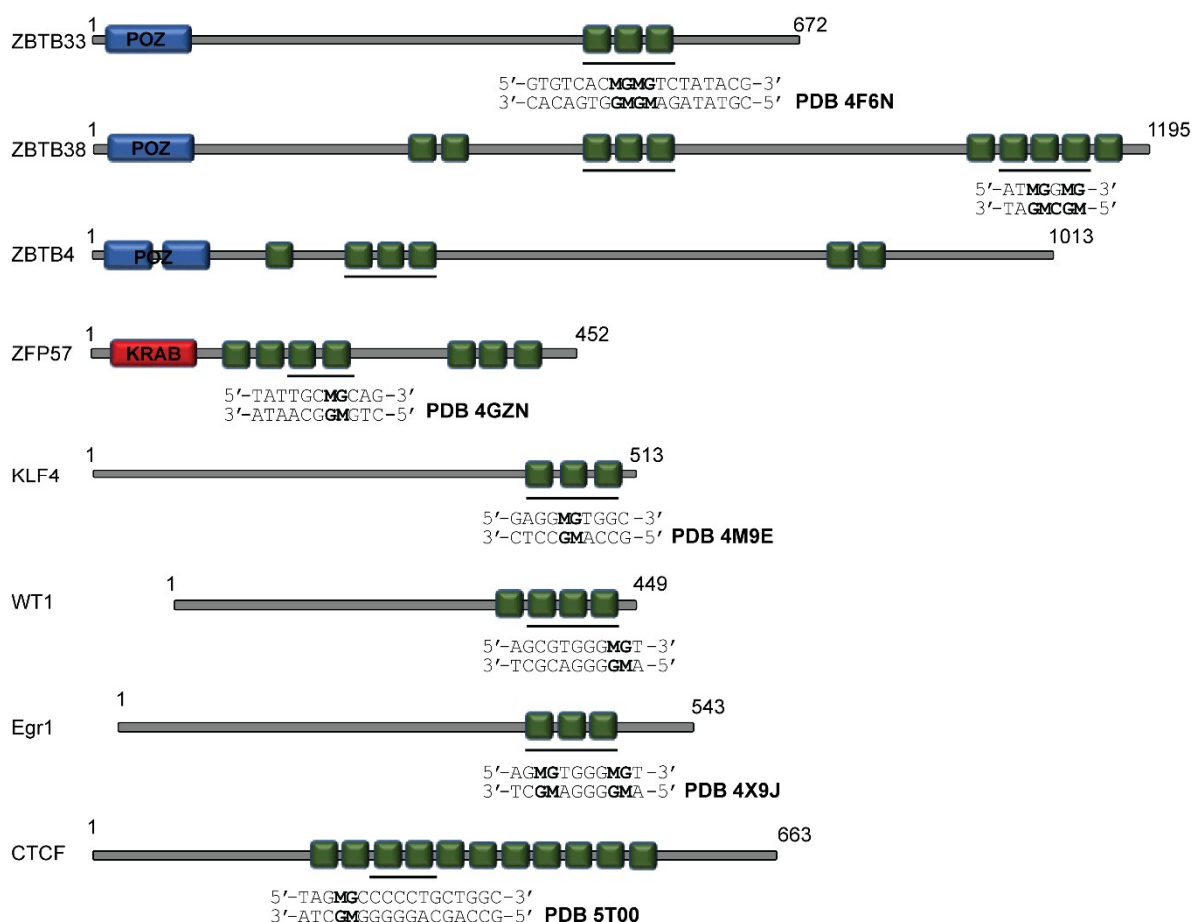 1 672
ZBTB33 POZ
5′-GTGTCACMGMGTCTATACG-3′
3′-CACAGTGGMGMAGATATGC-5′ PDB 4F6N
1 1195
ZBTB38 POZ
5′-ATMGGMG-3′
3′-TAGMCGM-5′
1 1013
ZBTB4 POZ
1 452
ZFP57 KRAB
5′-TATTGCMGCAG-3′
3′-ATAACGGMGTC-5′ PDB 4GZN
1 513
KLF4
5′-GAGGMGTGGC-3′
3′-CTCCGMACCG-5′ PDB 4M9E
1 449
WT1
5′-AGCGTGGGMGT-3′
3′-TCGCAGGGGMA-5′
1 543
Egr1
5′-AGMGTGGGMGT-3′
3′-TCGMAGGGGMA-5′ PDB 4X9J
1 663
CTCF
5′-TAGMGCCCCCTGCTGGC-3′
3′-ATCGMGGGGGACGACCG-5′ PDB 5T00